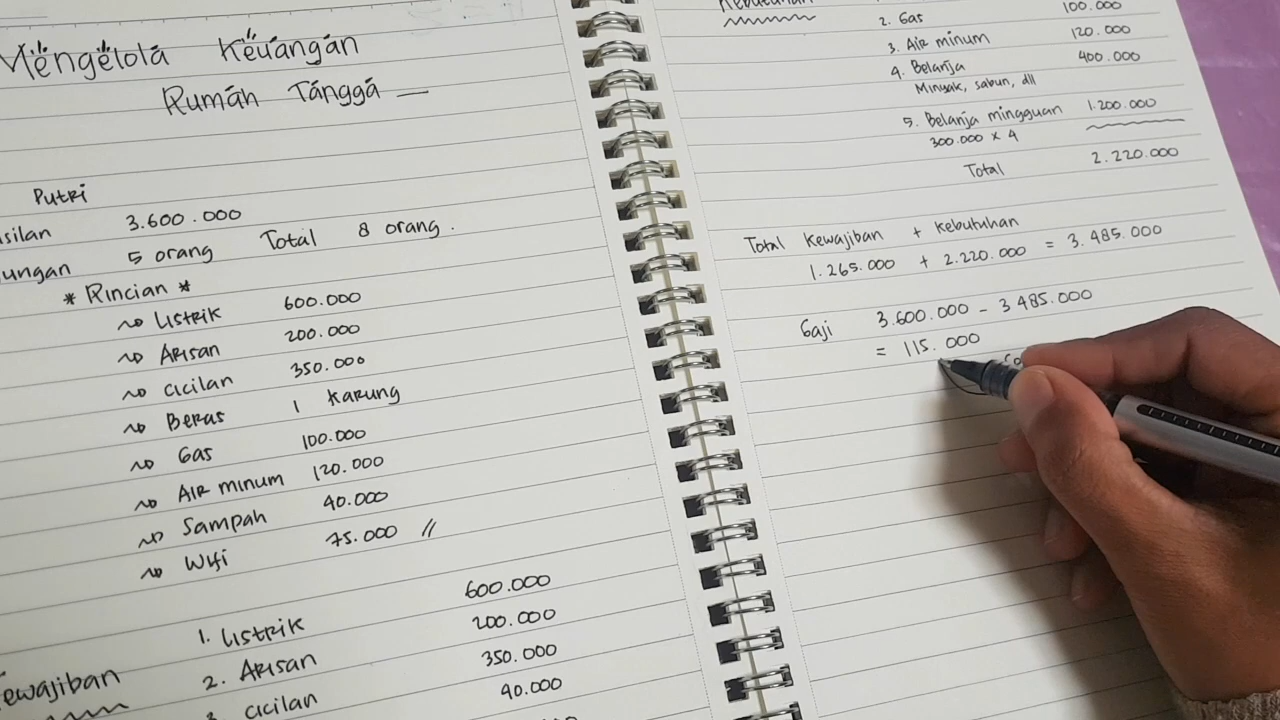 Mengelola Keuangan
Rumah Tangga
Putri
3.600.000
5 orang Total 8 orang.
* Rincian *
Listrik 600.000
Arisan 200.000
Cicilan 350.000
Beras 1 Karung
Gas 100.000
Air minum 120.000
Sampah 40.000
Wifi 75.000 //
1. Listrik 600.000
2. Arisan 200.000
cicilan 350.000
40.000
2. Gas 100.000
3. Air minum 120.000
4. Belanja 400.000
Minyak, sabun, dll
5. Belanja mingguan 1.200.000
300.000 x 4
Total 2.220.000
Total Kewajiban + kebutuhan
1.265.000 + 2.220.000 = 3.485.000
Gaji 3.600.000 - 3 485.000
= 115.000